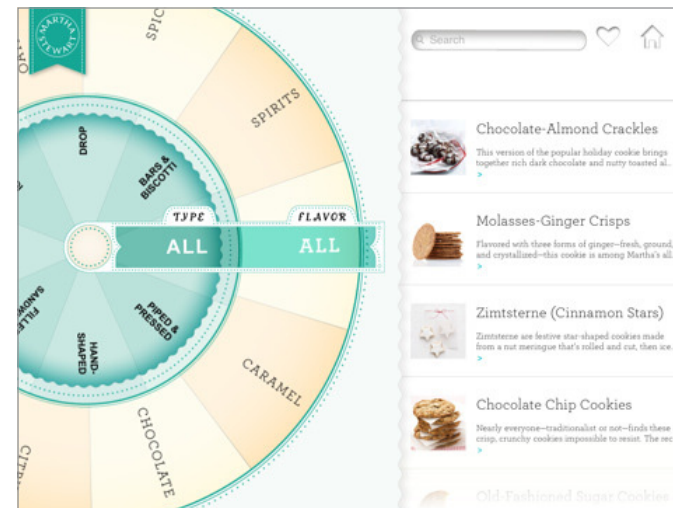 MARTHA
STEWART
SPIC
SPIRITS
DROP
BARS &
BISCOTTI
TYPE
FLAVOR
ALL
ALL
PIPED &
PRESSED
HAND-
SHAPED
FILLED
SANDW
CARAMEL
CHOCOLATE
CITR
Search
Chocolate-Almond Crackles
This version of the popular holiday cookie brings
together rich dark chocolate and nutty toasted al..
>
Molasses-Ginger Crisps
Flavored with three forms of ginger—fresh, ground,
and crystallized—this cookie is among Martha's all.
>
Zimtsterne (Cinnamon Stars)
Zimtsterne are festive star-shaped cookies made
from a nut meringue that's rolled and cut, then ice.
>
Chocolate Chip Cookies
Nearly everyone—traditionalist or not—finds these
crisp, crunchy cookies impossible to resist. The rec
>
Old-Fashioned Sugar Cookies